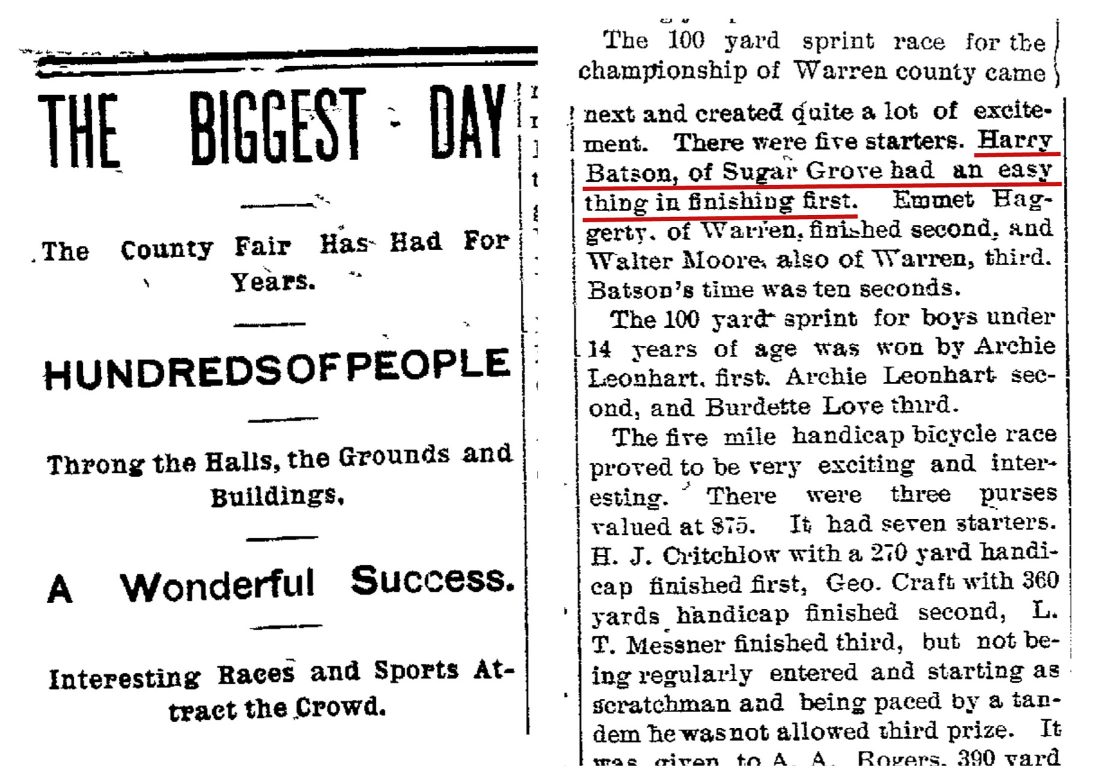 THE BIGGEST DAY
The County Fair Has Had For
Years.
HUNDREDS OF PEOPLE
Throng the Halls, the Grounds and
Buildings.
A Wonderful Success.
Interesting Races and Sports At-
tract the Crowd.
The 100 yard sprint race for the
championship of Warren county came
next and created quite a lot of excite-
ment. There were five starters. Harry
Batson, of Sugar Grove had an easy
thing in finishing first. Emmet Hag-
gerty, of Warren, finished second, and
Walter Moore, also of Warren, third.
Batson's time was ten seconds.
The 100 yard sprint for boys under
14 years of age was won by Archie
Leonhart, first. Archie Leonhart sec-
ond, and Burdette Love third.
The five mile handicap bicycle race
proved to be very exciting and inter-
esting. There were three purses
valued at $75. It had seven starters.
H. J. Critchlow with a 270 yard handi-
cap finished first, Geo. Craft with 360
yards handicap finished second, L.
T. Messner finished third, but not be-
ing regularly entered and starting as
scratchman and being paced by a tan-
dem he was not allowed third prize. It
was given to A. A. Rogers, 390 yard